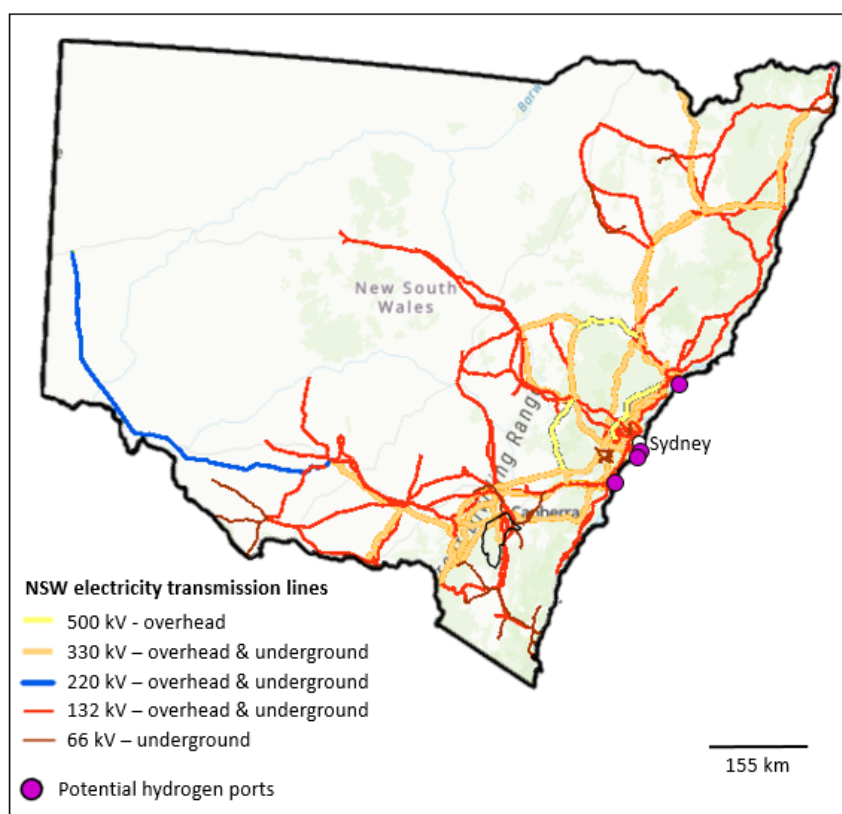 Barw
New South
Wales
Sydney
Canberra
NSW electricity transmission lines
500 kV - overhead
330 kV – overhead & underground
220 kV – overhead & underground
132 kV – overhead & underground
66 kV – underground
Potential hydrogen ports
155 km